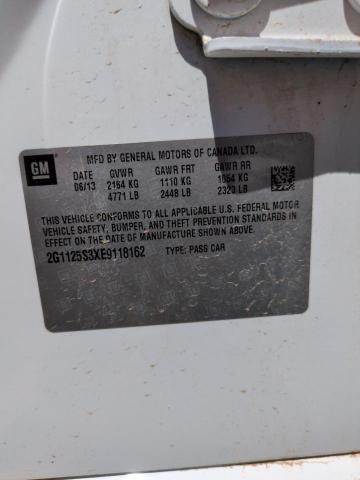 GM
MFD BY GENERAL MOTORS OF CANADA LTD.
DATE GVWR GAWR FRT GAWR RR
06/13 2164 KG 1110 KG 1054 KG
4771 LB 2448 LB 2323 LB
THIS VEHICLE CONFORMS TO ALL APPLICABLE U.S. FEDERAL MOTOR
VEHICLE SAFETY, BUMPER, AND THEFT PREVENTION STANDARDS IN
EFFECT ON THE DATE OF MANUFACTURE SHOWN ABOVE.
2G1125S3XE9118162 TYPE: PASS CAR